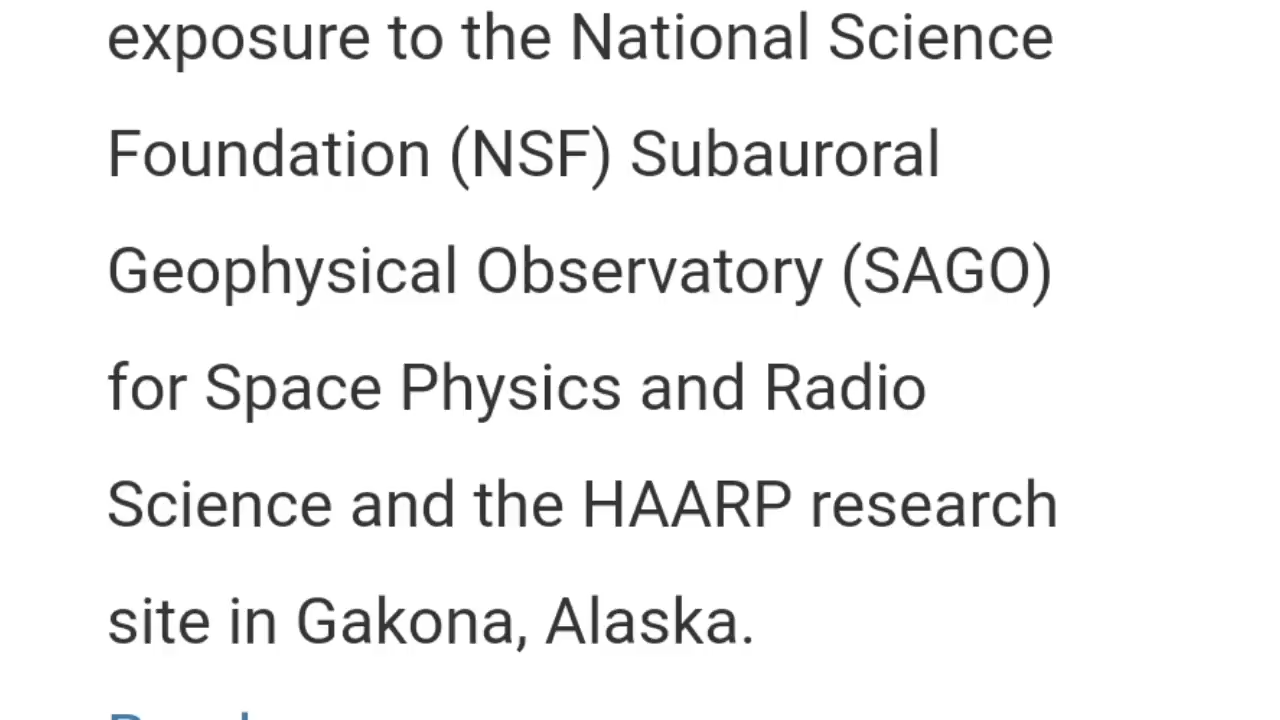 exposure to the National Science
Foundation (NSF) Subauroral
Geophysical Observatory (SAGO)
for Space Physics and Radio
Science and the HAARP research
site in Gakona, Alaska.